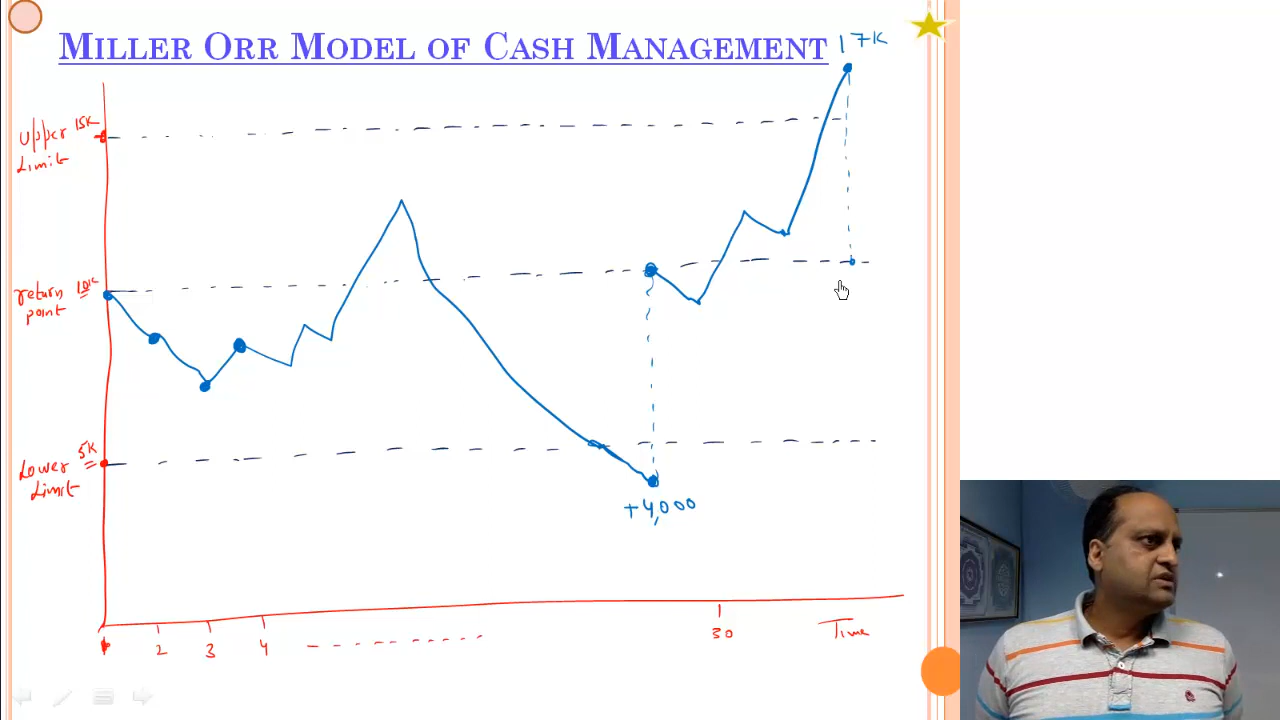 MILLER ORR MODEL OF CASH MANAGEMENT
17K
Upper 15K
Limit
return 10K
point
5K
Lower
Limit
+4,000
1 2 3 4 30 Time